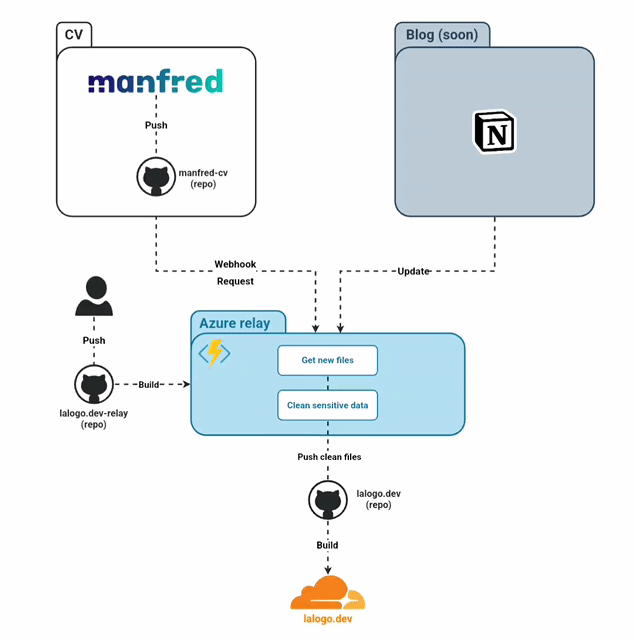 CV
manfred
Push
manfred-cv
(repo)
Blog (soon)
N
Webhook
Request
Update
Azure relay
Get new files
Clean sensitive data
Push
Build
lalogo.dev-relay
(repo)
Push clean files
lalogo.dev
(repo)
Build
lalogo.dev